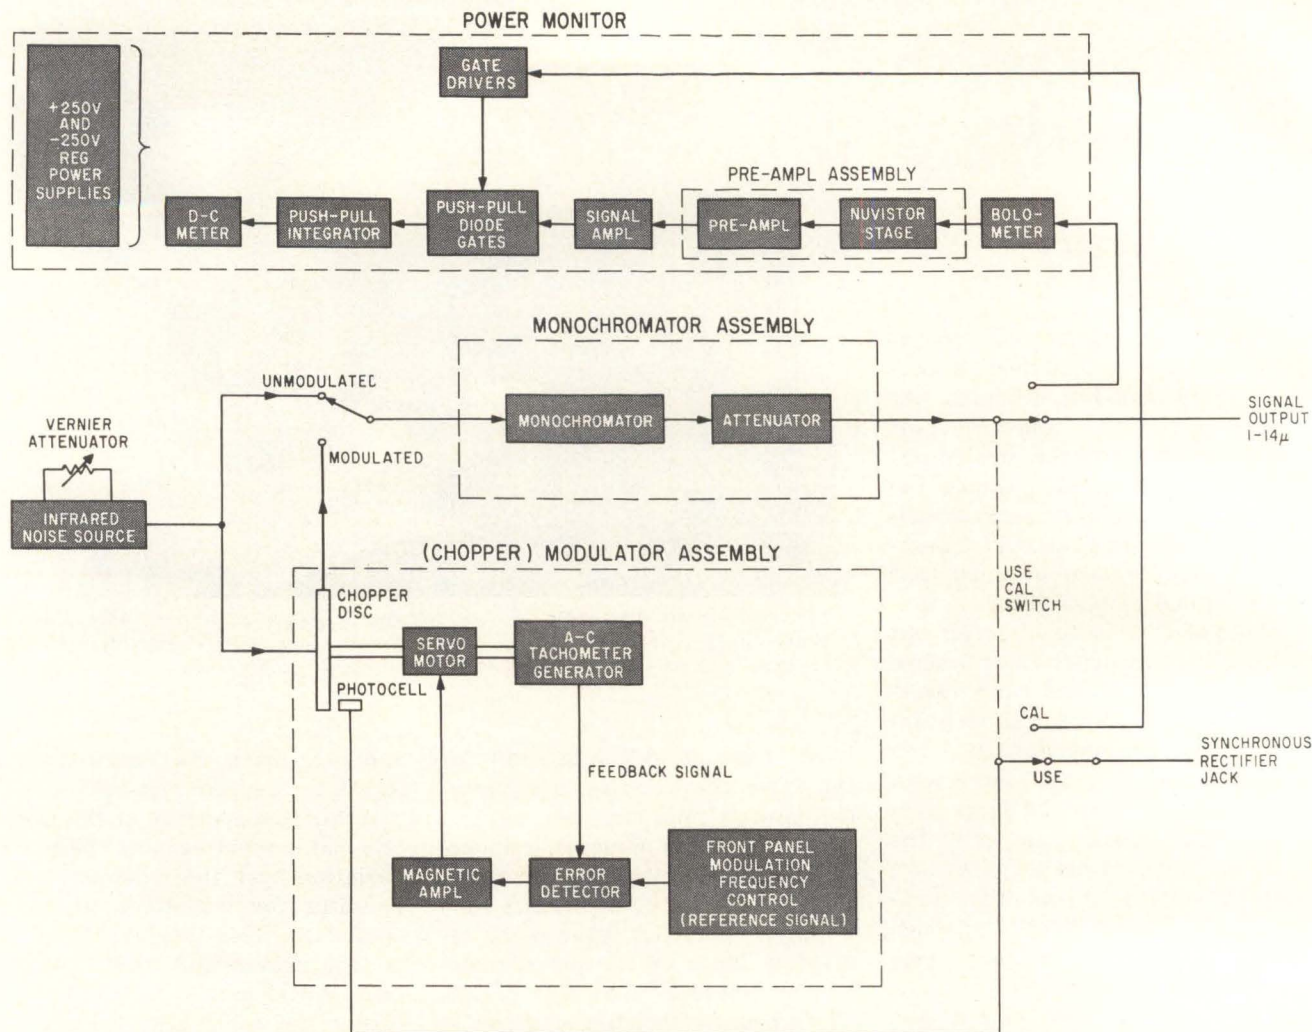 POWER MONITOR
+250V
AND
-250V
REG
POWER
SUPPLIES
GATE
DRIVERS
D-C
METER
PUSH-PULL
INTEGRATOR
PUSH-PULL
DIODE
GATES
SIGNAL
AMPL
PRE-AMPL ASSEMBLY
PRE-AMPL
NUVISTOR
STAGE
BOLO-
METER
MONOCHROMATOR ASSEMBLY
UNMODULATED
MONOCHROMATOR
ATTENUATOR
SIGNAL
OUTPUT
1-14μ
VERNIER
ATTENUATOR
MODULATED
INFRARED
NOISE SOURCE
(CHOPPER) MODULATOR ASSEMBLY
CHOPPER
DISC
SERVO
MOTOR
A-C
TACHOMETER
GENERATOR
PHOTOCELL
USE
CAL
SWITCH
FEEDBACK SIGNAL
CAL
USE
SYNCHRONOUS
RECTIFIER
JACK
MAGNETIC
AMPL
ERROR
DETECTOR
FRONT PANEL
MODULATION
FREQUENCY
CONTROL
(REFERENCE SIGNAL)